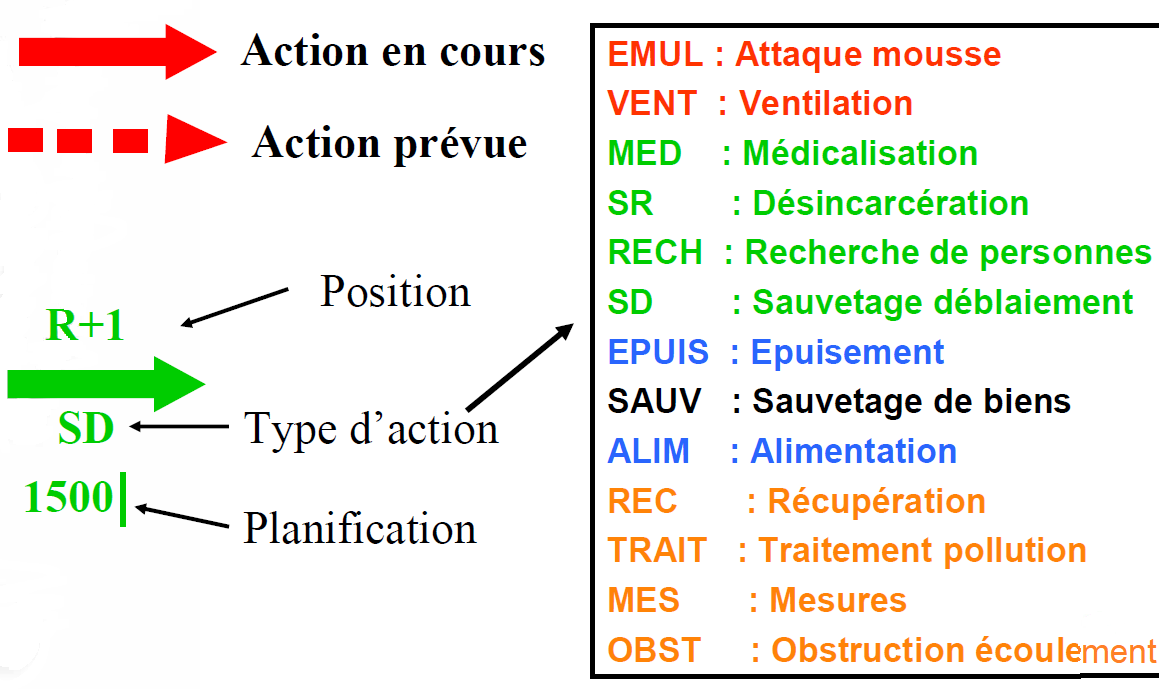 Action en cours
Action prévue
Position
R+1
SD
Type d’action
1500
Planification
EMUL : Attaque mousse
VENT : Ventilation
MED : Médicalisation
SR : Désincarcération
RECH : Recherche de personnes
SD : Sauvetage déblaiement
EPUIS : Epuisement
SAUV : Sauvetage de biens
ALIM : Alimentation
REC : Récupération
TRAIT : Traitement pollution
MES : Mesures
OBST : Obstruction écoulement